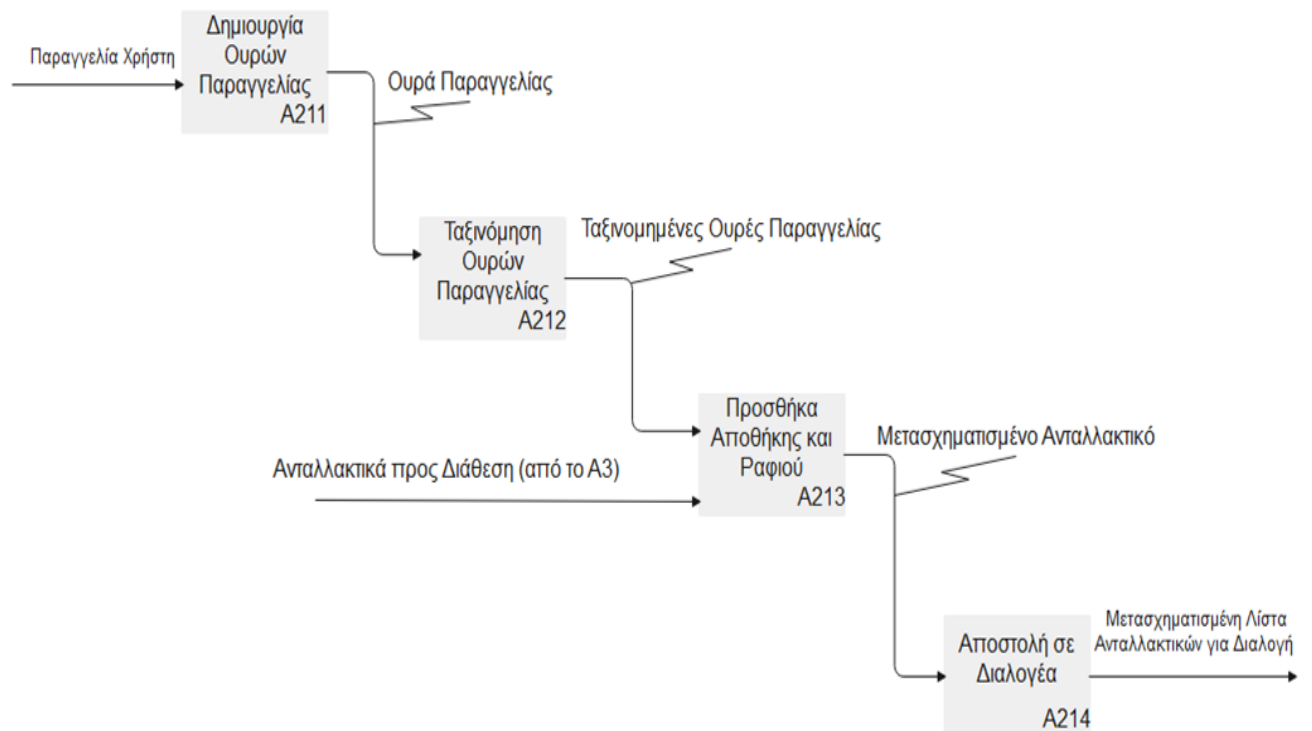 Παραγγελία Χρήστη
Δημιουργία
Ουρών
Παραγγελίας
A211
Ουρά Παραγγελίας
Ταξινόμηση
Ουρών
Παραγγελίας
A212
Ταξινομημένες Ουρές Παραγγελίας
Προσθήκα
Αποθήκης και
Ραφιού
A213
Ανταλλακτικά προς Διάθεση (από το Α3)
Μετασχηματισμένο Ανταλλακτικό
Αποστολή σε
Διαλογέα
A214
Μετασχηματισμένη Λίστα
Ανταλλακτικών για Διαλογή